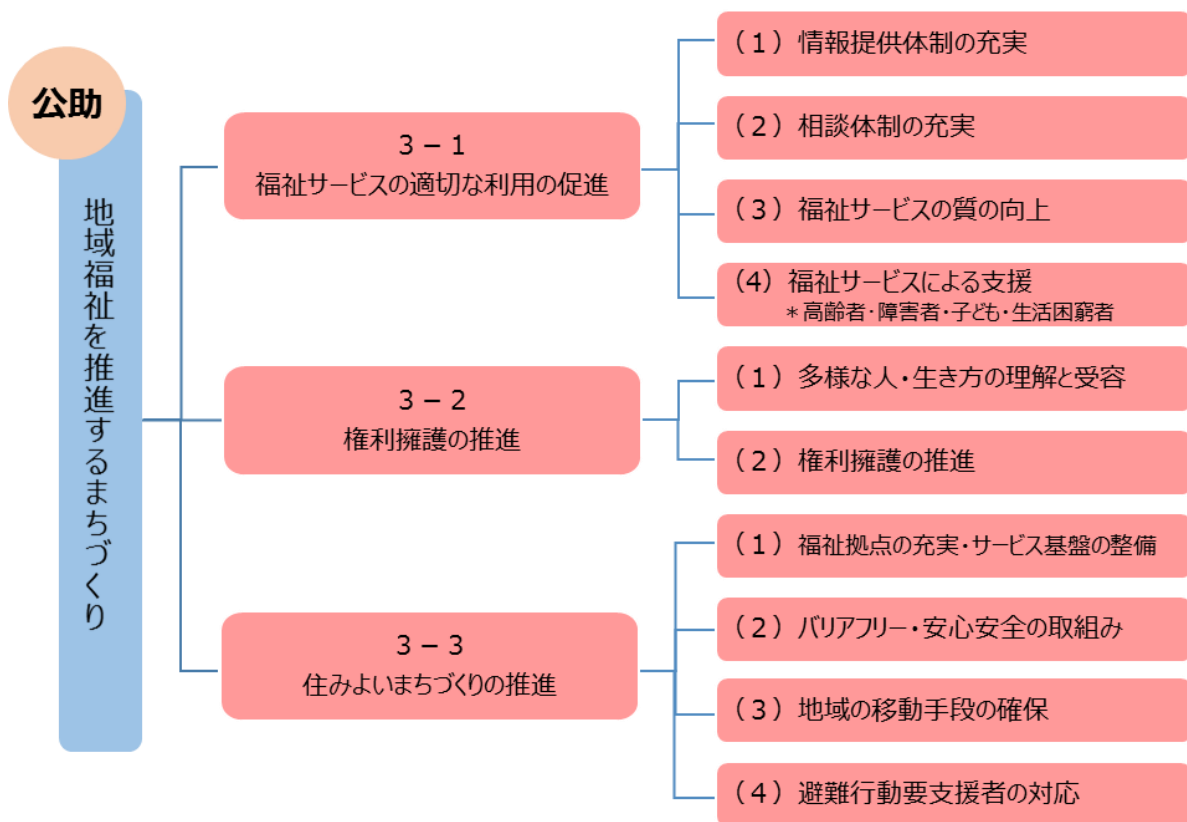 公助
地域福祉を推進するまちづくり
3-1
福祉サービスの適切な利用の促進
(1)情報提供体制の充実
(2)相談体制の充実
(3)福祉サービスの質の向上
(4)福祉サービスによる支援
*高齢者・障害者・子ども・生活困窮者
3-2
権利擁護の推進
(1)多様な人・生き方の理解と受容
(2)権利擁護の推進
3-3
住みよいまちづくりの推進
(1)福祉拠点の充実・サービス基盤の整備
(2)バリアフリー・安心安全の取組み
(3)地域の移動手段の確保
(4)避難行動要支援者の対応